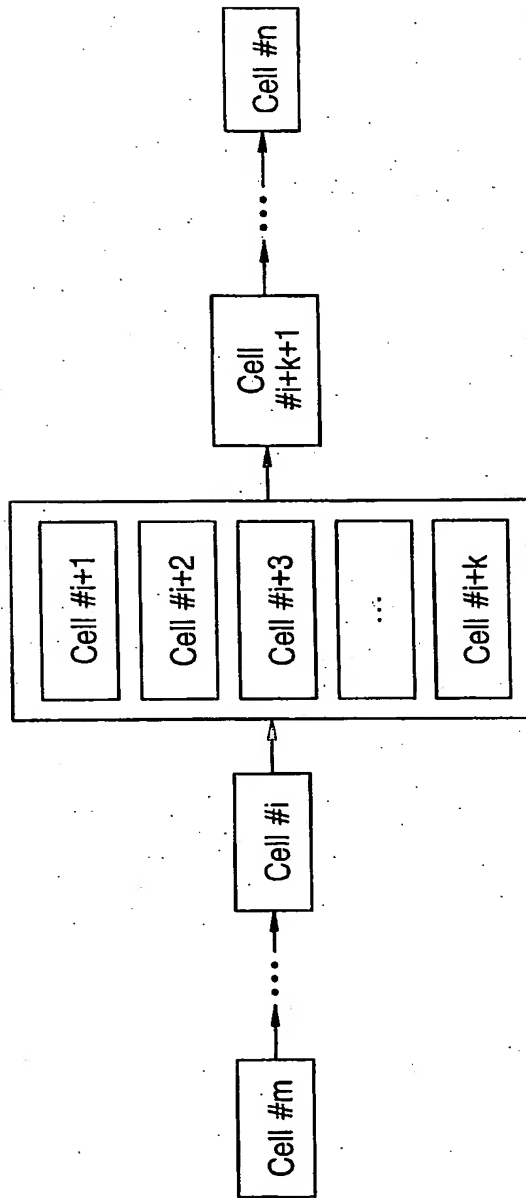 Cell #m
...
Cell #i
Cell #i+1
Cell #i+2
Cell #i+3
...
Cell #i+k
Cell
#i+k+1
...
Cell #n